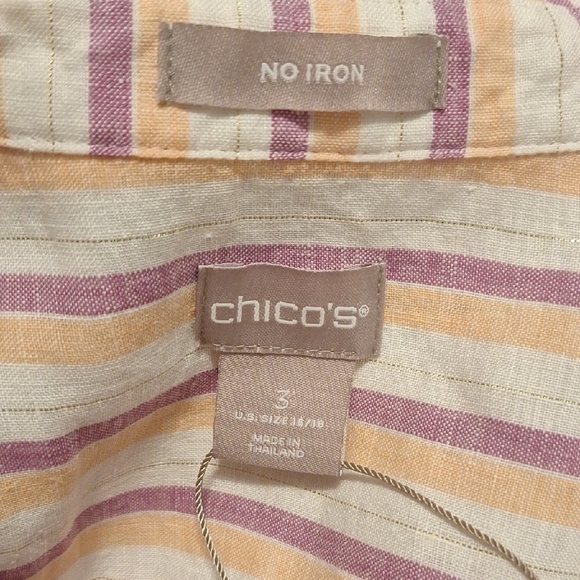 NO IRON
chico's®
3
U.S. SIZE 16/18
MADE IN
THAILAND